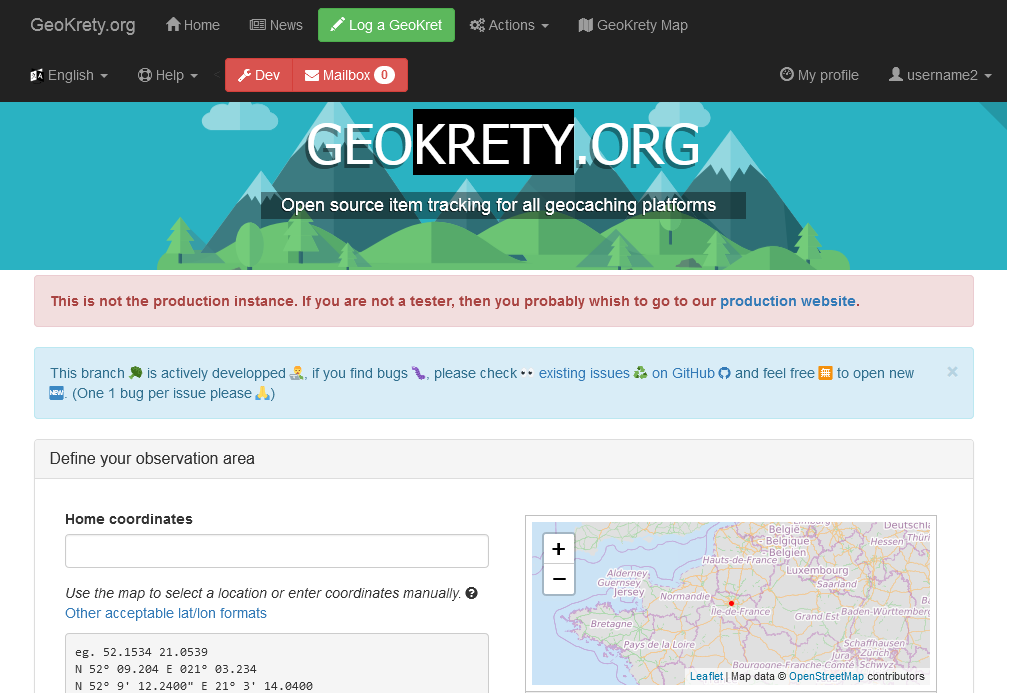 GeoKrety.org Home News Log a GeoKret Actions GeoKrety Map
English Help < Dev Mailbox 0 My profile username2
GEOKRETY.ORG
Open source item tracking for all geocaching platforms
This is not the production instance. If you are not a tester, then you probably whish to go to our production website.
This branch 🥦 is actively developped 👨‍💻, if you find bugs 🐛, please check 👀 existing issues ♻ on GitHub and feel free to open new
🆕. (One 1 bug per issue please 🙏)
×
Define your observation area
Home coordinates
Use the map to select a location or enter coordinates manually. ?
Other acceptable lat/lon formats
eg. 52.1534 21.0539
N 52° 09.204 E 021° 03.234
N 52° 9' 12.2400" E 21° 3' 14.0400
+
−
België
- Belgique
- Belgien
Hessen
Hauts-de-France
Luxembourg
Alderney
Guernsey
Jersey
Saarland
Normandie
Ile-de-France
Grand Est
Baden-Württember
Bretagne
Pays de la Loire
Schaffhausen
Jura
Zürich
Bourgogne-Franche-Comté
Schwyz
Leaflet | Map data © OpenStreetMap contributors